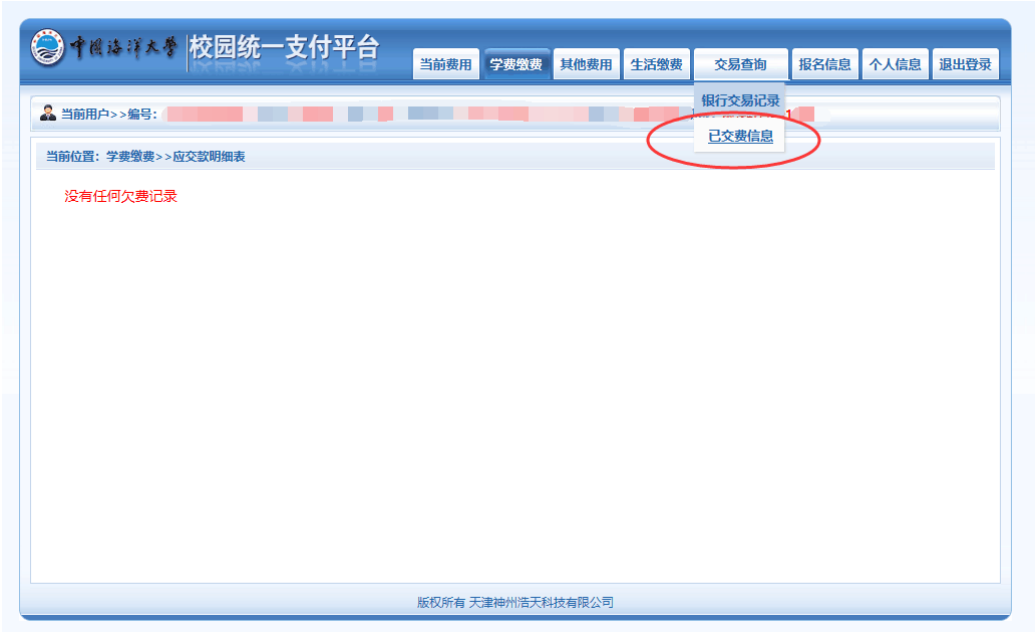 中国海洋大学 校园统一支付平台
当前费用 学费缴费 其他费用 生活缴费 交易查询 报名信息 个人信息 退出登录
银行交易记录
当前用户>>编号:
已交费信息
当前位置: 学费缴费>>应交款明细表
没有任何欠费记录
版权所有 天津神州浩天科技有限公司